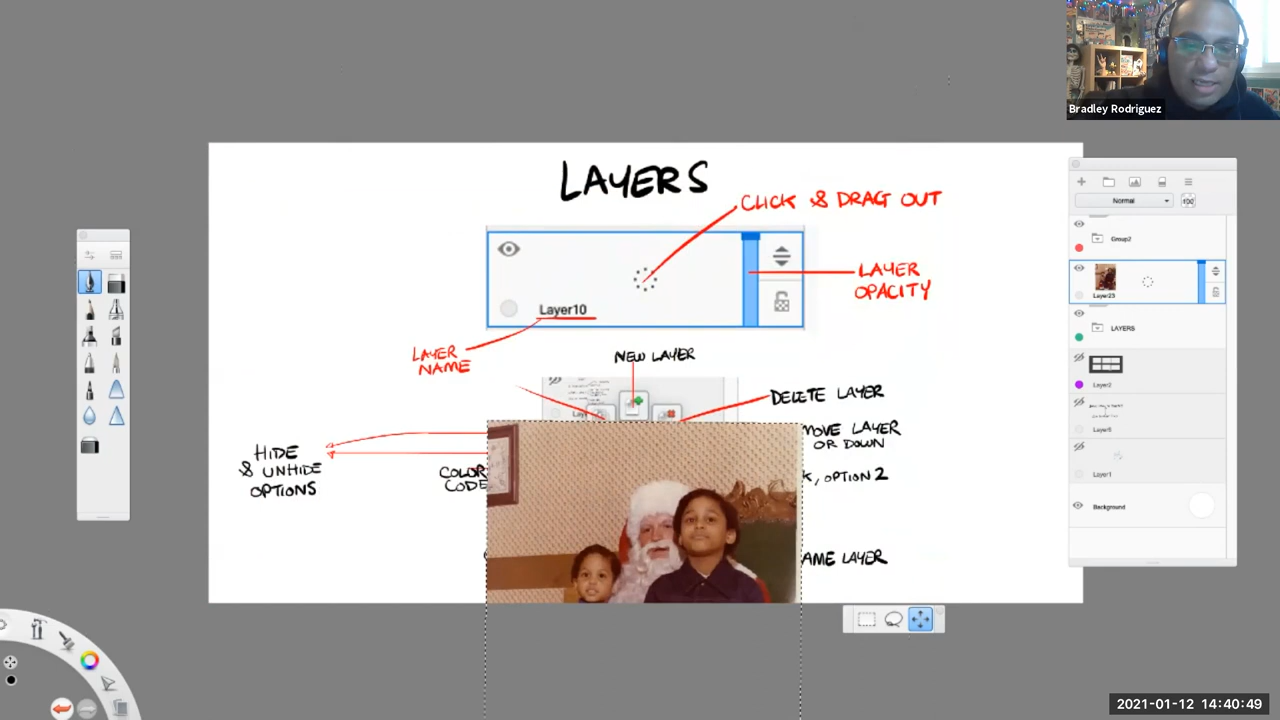 Bradley Rodriguez
LAYERS
CLICK & DRAG OUT
Layer10
LAYER
OPACITY
LAYER
NAME
NEW LAYER
DELETE LAYER
MOVE LAYER
OR DOWN
HIDE
& UNHIDE
OPTIONS
COLOR
CODE
, OPTION 2
AME LAYER
Normal
Group2
Layer23
LAYERS
Layer2
Layer5
Layer1
Background
2021-01-12 14:40:49